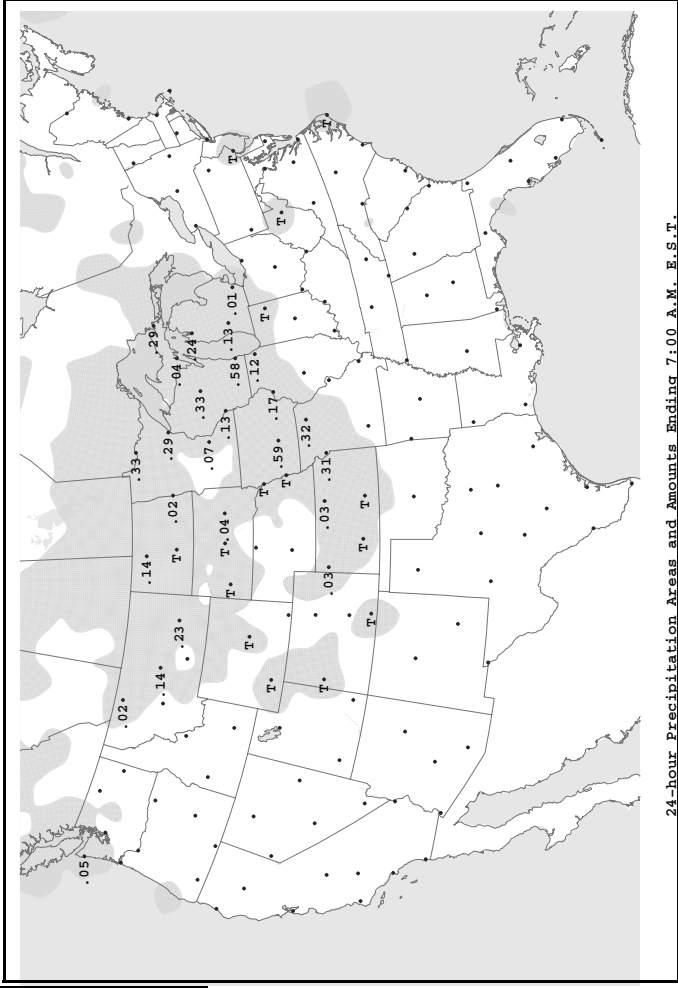 .05
.02
.33
.14
.29
.14
.29
.02
.04
T
.23
.24
.33
.07
T
.04
.13
.13
T
.01
T
.58
T
.12
T
T
T
.17
.59
T
T
.32
T
.03
.31
T
.03
T
T
T
24-hour Precipitation Areas and Amounts Ending 7:00 A.M. E.S.T.